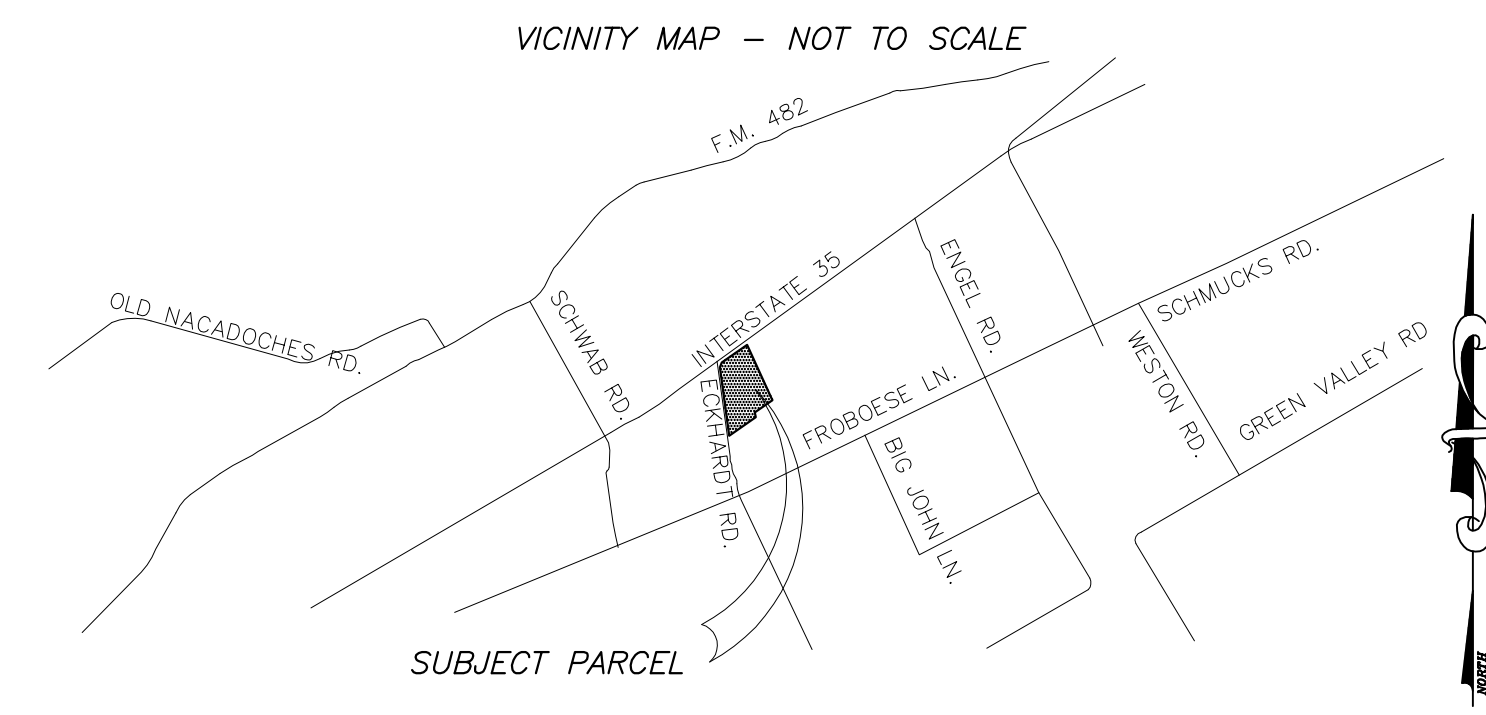 VICINITY MAP – NOT TO SCALE
F.M. 482
OLD NACADOCHES RD.
SCHWAB RD.
INTERSTATE 35
ENGEL RD.
SCHMUCKS RD.
ECKHARDT RD.
FROBOESE LN.
WESTON RD.
GREEN VALLEY RD
BIG JOHN LN.
SUBJECT PARCEL
NORTH